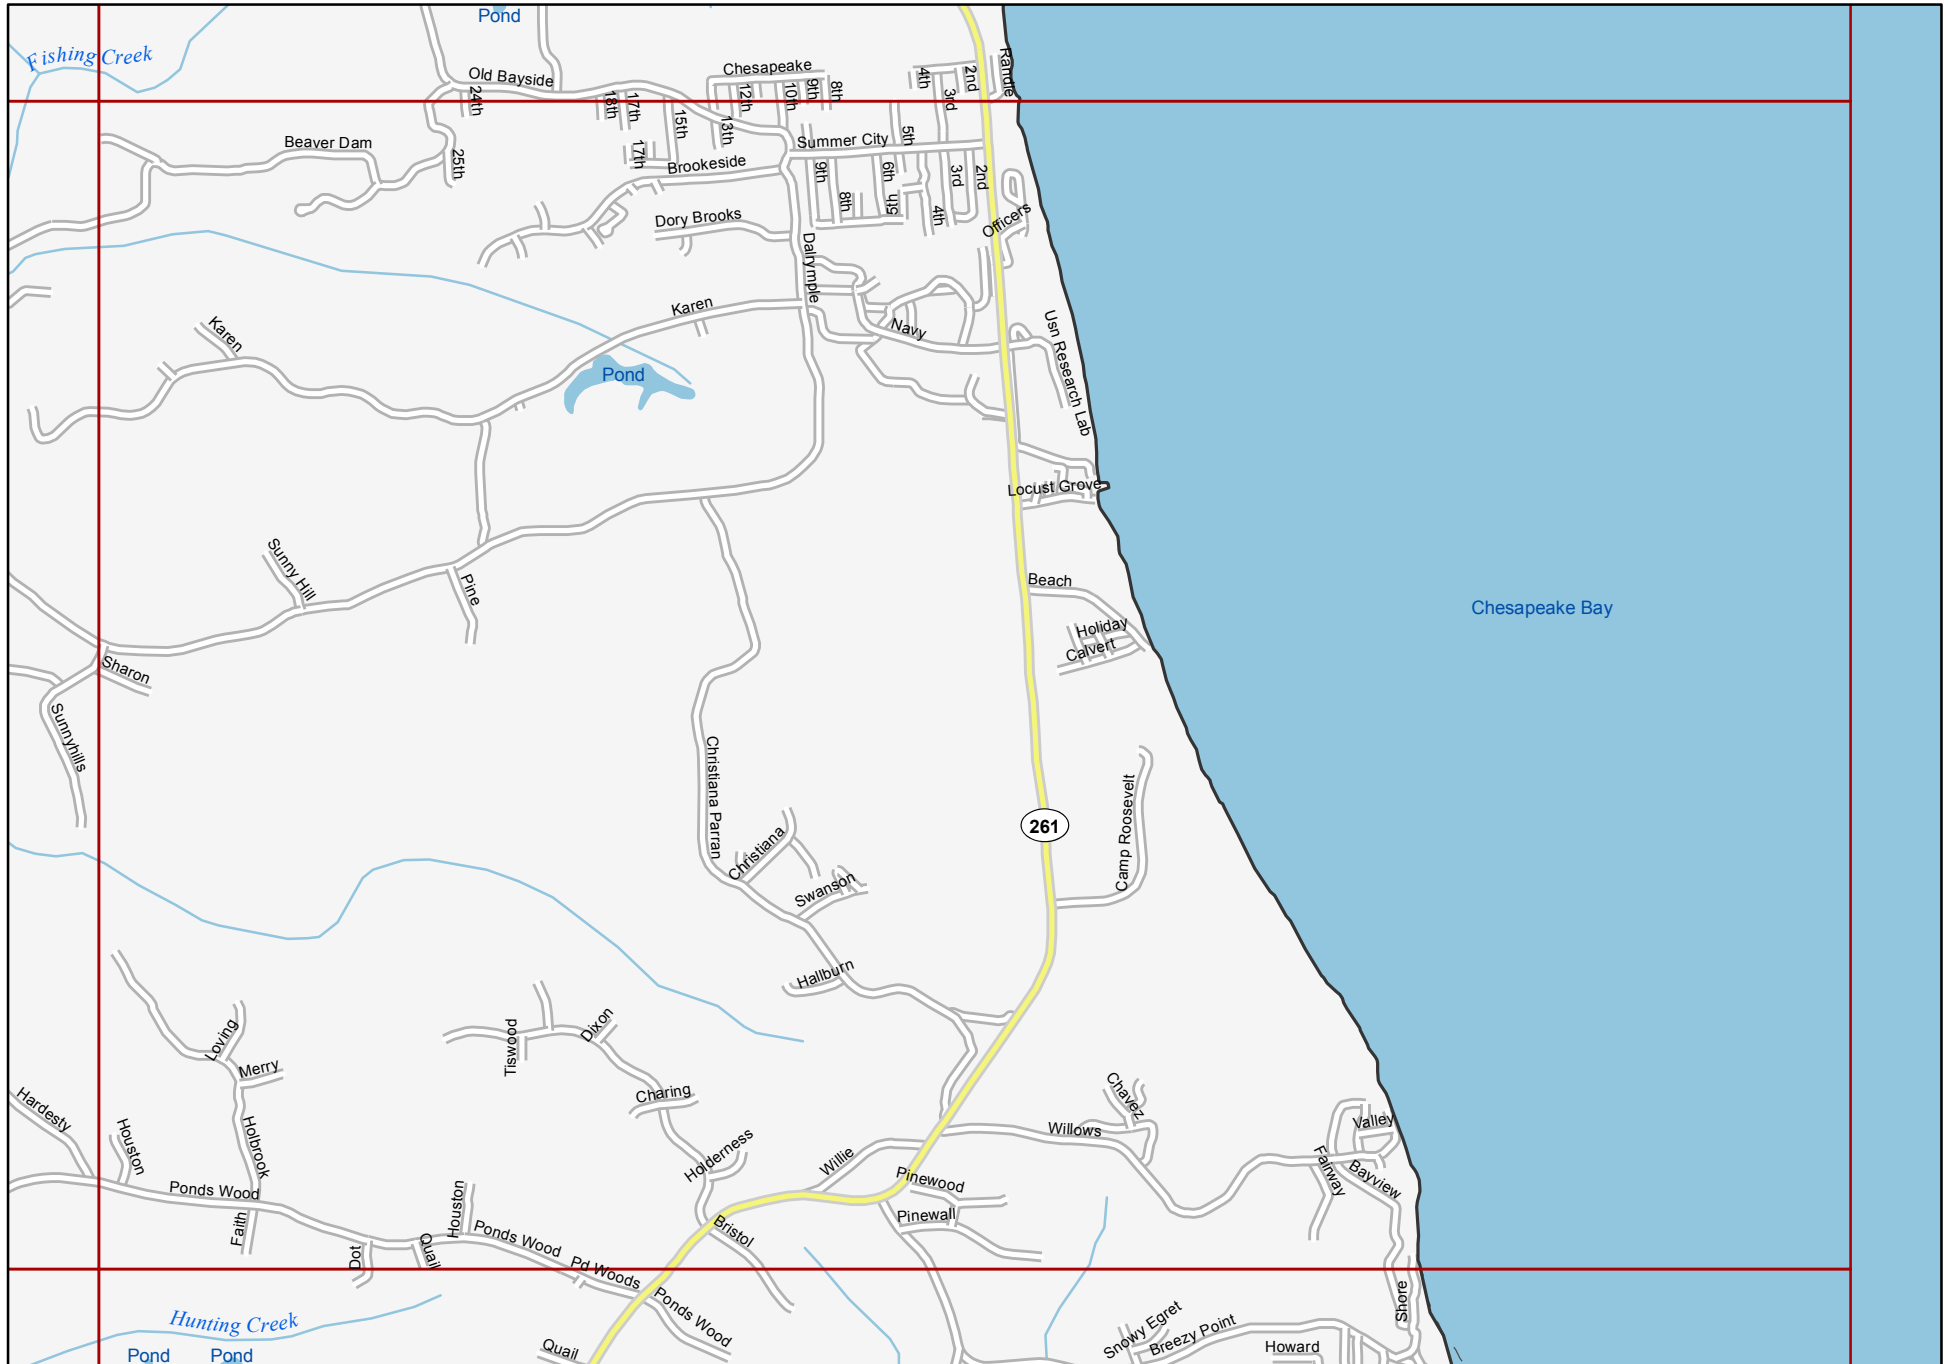 Pond
Fishing Creek
Old Bayside
Chesapeake
Randle
24th
18th
17th
15th
13th
12th
10th
9th
8th
4th
3rd
2nd
Beaver Dam
25th
17th
Brookeside
Summer City
5th
9th
8th
6th
5th
4th
3rd
2nd
Dory Brooks
Officers
Dalrymple
Karen
Karen
Navy
Usn Research Lab
Pond
Locust Grove
Sunny Hill
Pine
Beach
Holiday
Calvert
Chesapeake Bay
Sharon
Sunnyhills
Christiana Parran
Christiana
Swanson
261
Camp Roosevelt
Hallburn
Loving
Merry
Tiswood
Dixon
Charing
Hardesty
Houston
Holbrook
Holderness
Willie
Willows
Chavez
Valley
Fairway
Bayview
Ponds Wood
Faith
Houston
Pinewood
Pinewall
Bristol
Dot
Quail
Ponds Wood
Pd Woods
Ponds Wood
Hunting Creek
Pond
Pond
Quail
Snowy Egret
Breezy Point
Howard
Shore